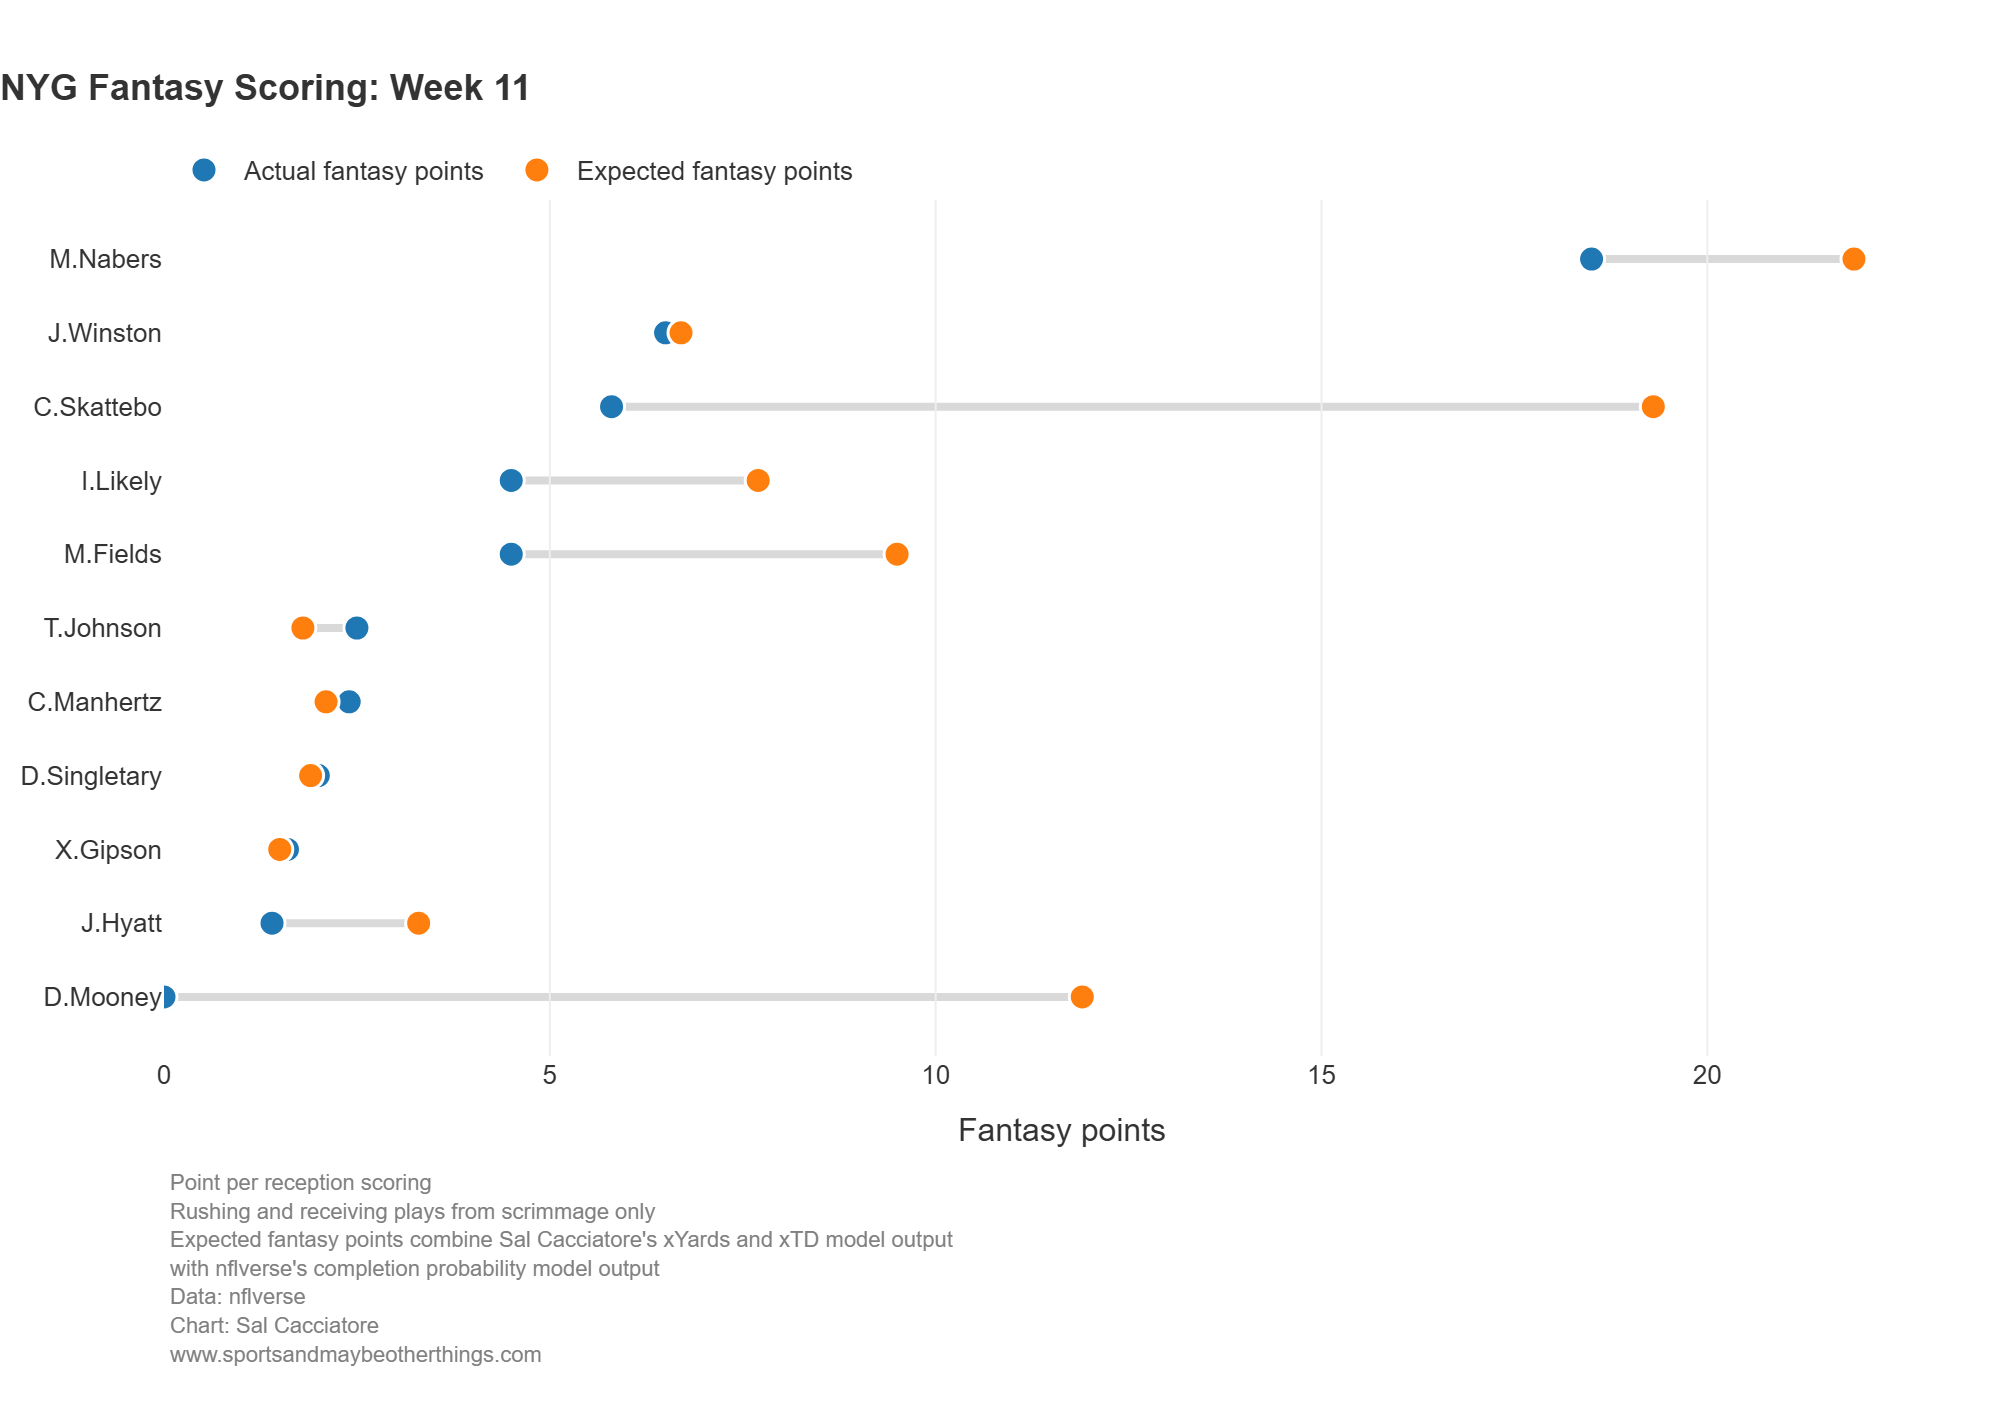 NYG Fantasy Scoring: Week 11
Actual fantasy points
Expected fantasy points
M.Nabers
J.Winston
C.Skattebo
I.Likely
M.Fields
T.Johnson
C.Manhertz
D.Singletary
X.Gipson
J.Hyatt
D.Mooney
0 5 10 15 20
Fantasy points
Point per reception scoring
Rushing and receiving plays from scrimmage only
Expected fantasy points combine Sal Cacciatore's xYards and xTD model output
with nflverse's completion probability model output
Data: nflverse
Chart: Sal Cacciatore
www.sportsandmaybeotherthings.com